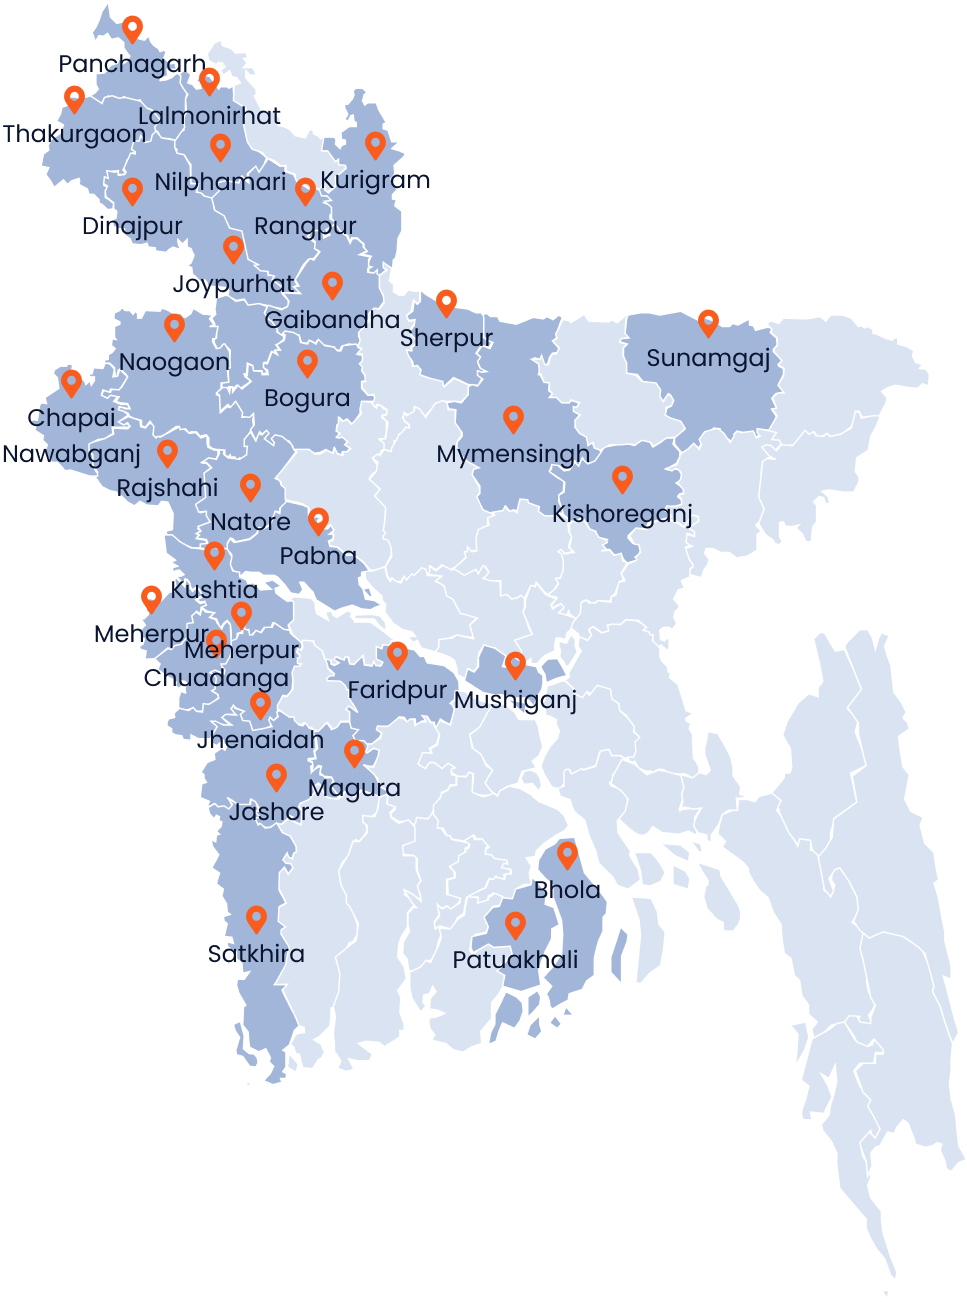 Panchagarh
Lalmonirhat
Thakurgaon
Nilphamari
Kurigram
Dinajpur
Rangpur
Joypurhat
Gaibandha
Sherpur
Naogaon
Sunamgaj
Bogura
Chapai
Nawabganj
Mymensingh
Rajshahi
Kishoreganj
Natore
Pabna
Kushtia
Meherpur
Meherpur
Chuadanga
Faridpur
Mushiganj
Jhenaidah
Magura
Jashore
Bhola
Satkhira
Patuakhali